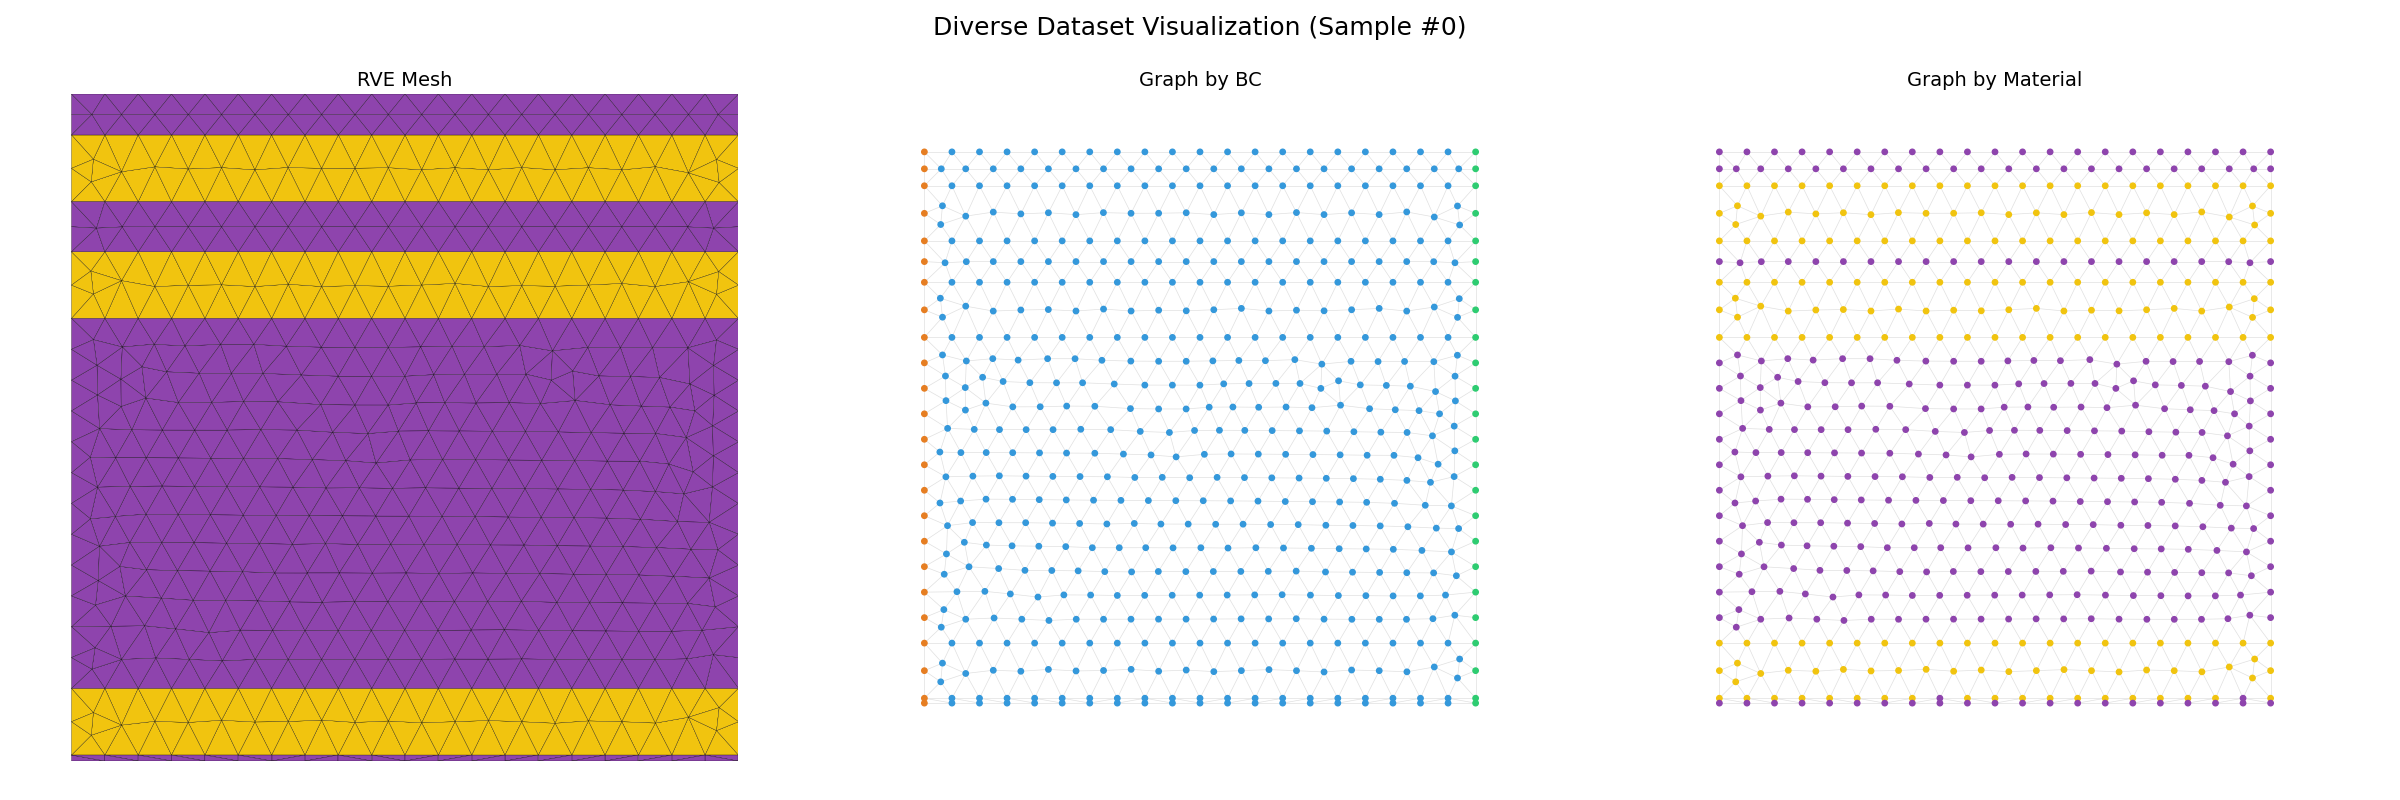 Diverse Dataset Visualization (Sample #0)
RVE Mesh
Graph by BC
Graph by Material